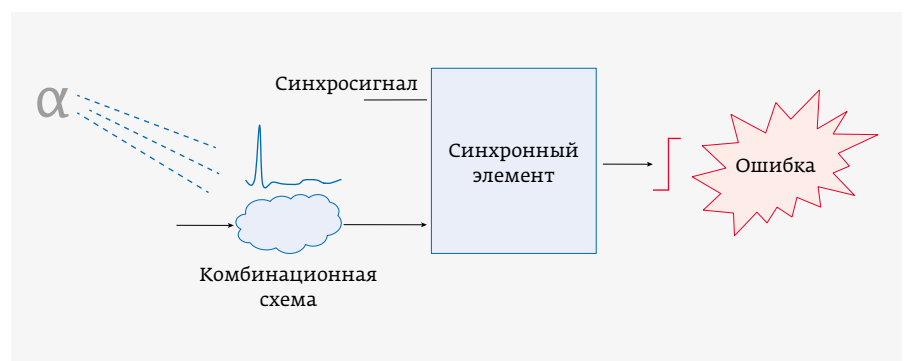 α
Синхросигнал
Синхронный
элемент
Ошибка
Комбинационная
схема